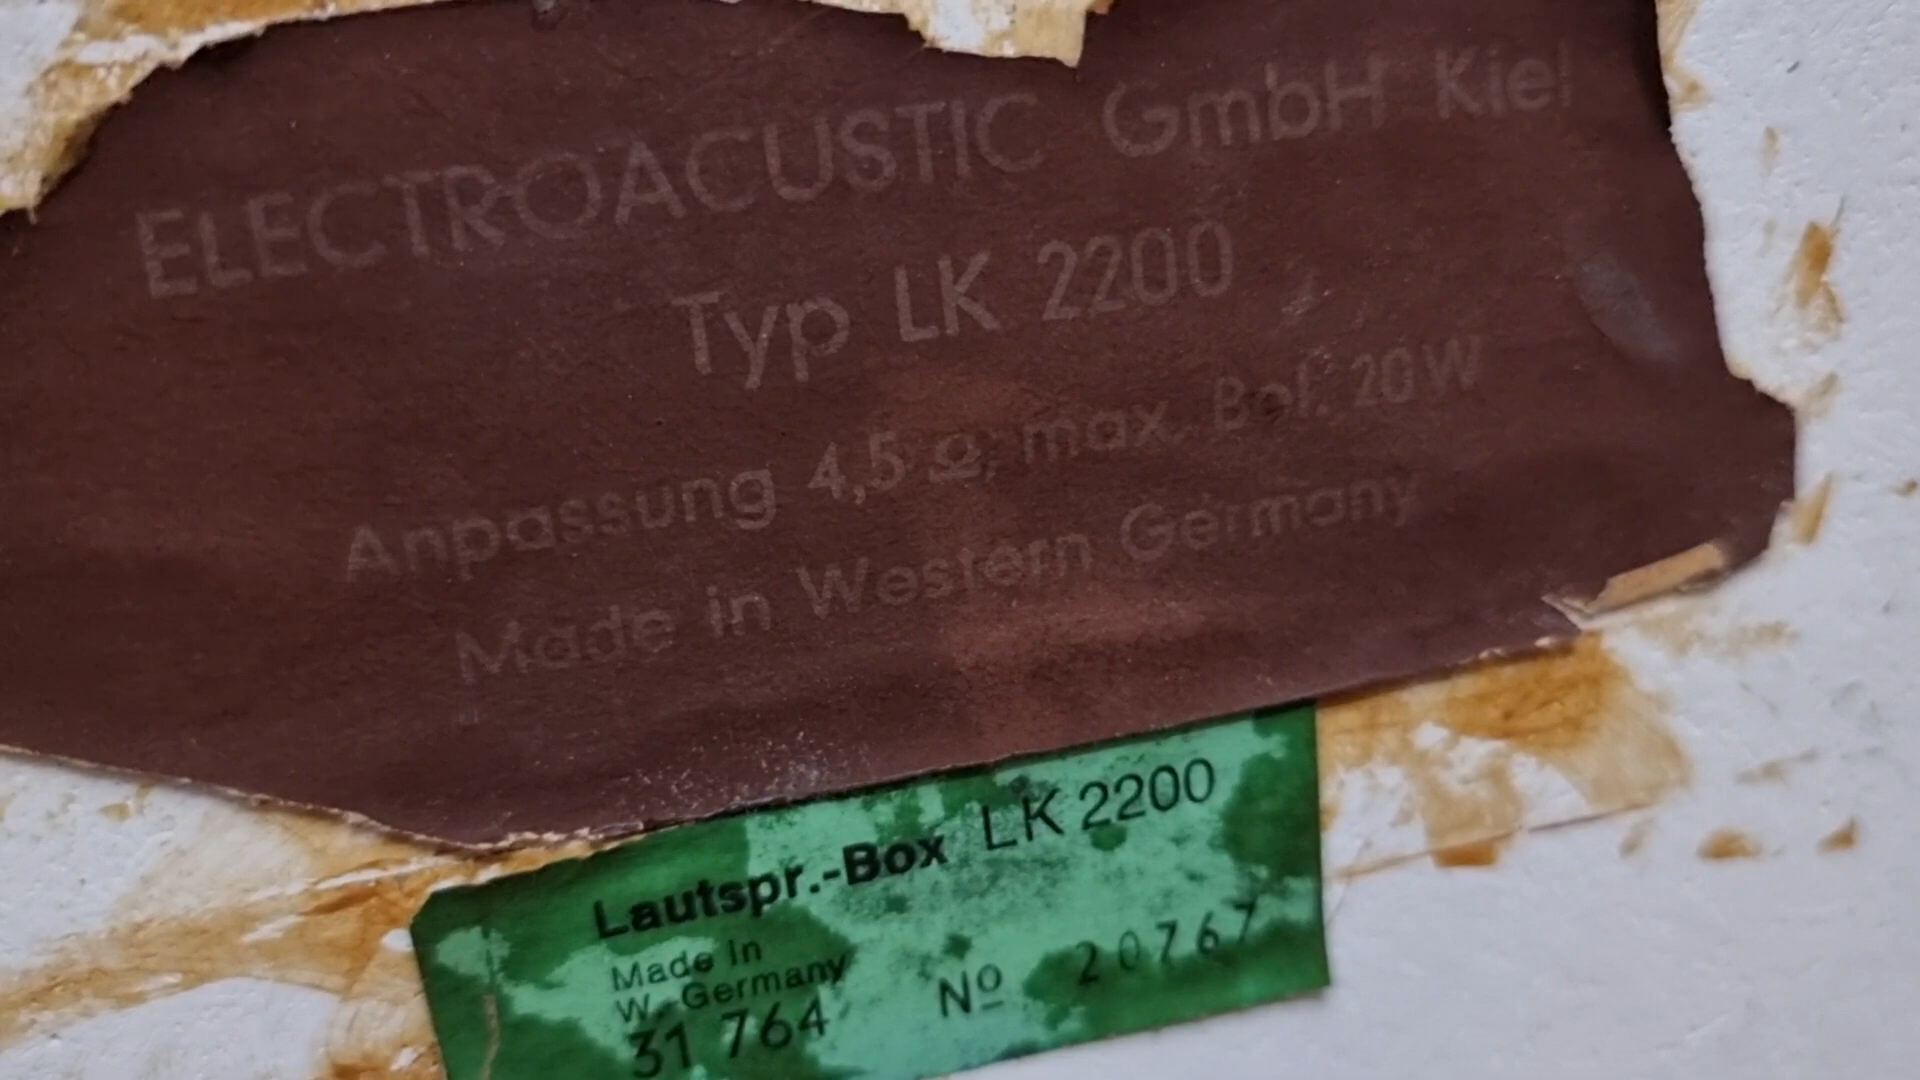 ELECTROACUSTIC GmbH Kiel
Typ LK 2200
Anpassung 4,5 Ω, max. Bel. 20W
Made in Western Germany
Lautspr.-Box LK 2200
Made in
W.-Germany
31 764 Nº 20767